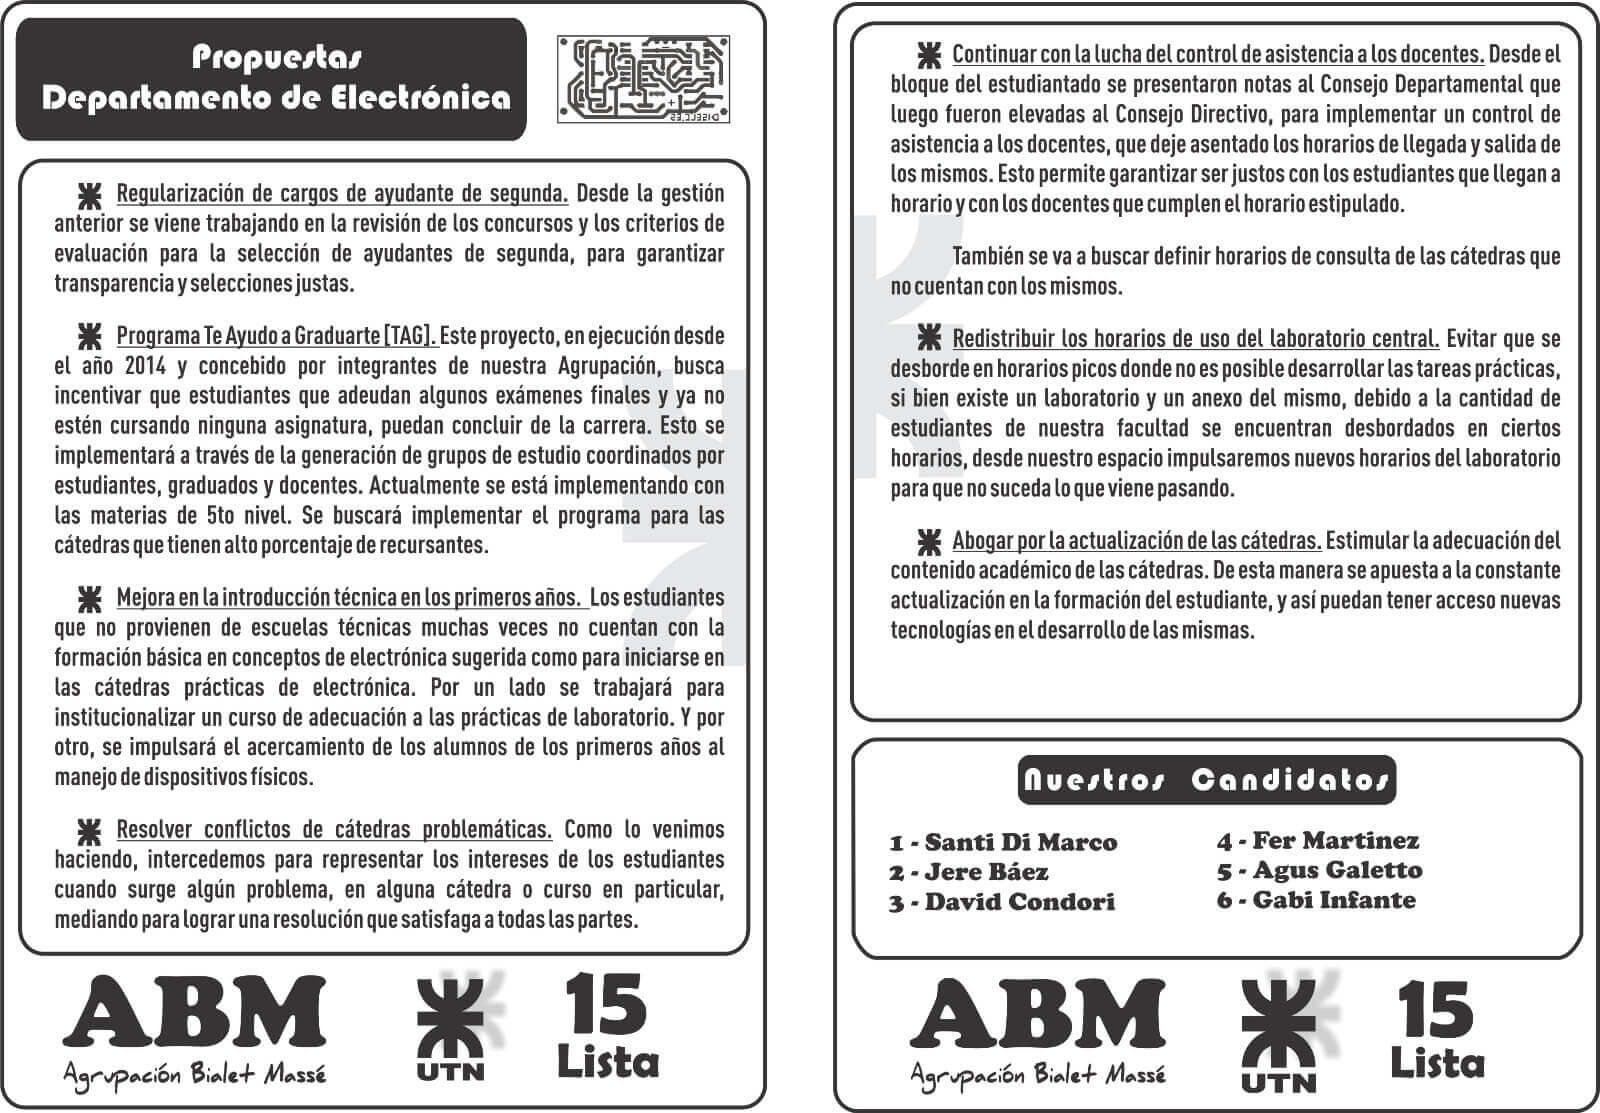 Propuestas
Departamento de Electrónica
DISELC.ES
Regularización de cargos de ayudante de segunda. Desde la gestión
anterior se viene trabajando en la revisión de los concursos y los criterios de
evaluación para la selección de ayudantes de segunda, para garantizar
transparencia y selecciones justas.
Programa Te Ayudo a Graduarte [TAG]. Este proyecto, en ejecución desde
el año 2014 y concebido por integrantes de nuestra Agrupación, busca
incentivar que estudiantes que adeudan algunos exámenes finales y ya no
estén cursando ninguna asignatura, puedan concluir de la carrera. Esto se
implementará a través de la generación de grupos de estudio coordinados por
estudiantes, graduados y docentes. Actualmente se está implementando con
las materias de 5to nivel. Se buscará implementar el programa para las
cátedras que tienen alto porcentaje de recursantes.
Mejora en la introducción técnica en los primeros años. Los estudiantes
que no provienen de escuelas técnicas muchas veces no cuentan con la
formación básica en conceptos de electrónica sugerida como para iniciarse en
las cátedras prácticas de electrónica. Por un lado se trabajará para
institucionalizar un curso de adecuación a las prácticas de laboratorio. Y por
otro, se impulsará el acercamiento de los alumnos de los primeros años al
manejo de dispositivos físicos.
Resolver conflictos de cátedras problemáticas. Como lo venimos
haciendo, intercedemos para representar los intereses de los estudiantes
cuando surge algún problema, en alguna cátedra o curso en particular,
mediando para lograr una resolución que satisfaga a todas las partes.
ABM
Agrupación Bialet Massé
UTN
15
Lista
Continuar con la lucha del control de asistencia a los docentes. Desde el
bloque del estudiantado se presentaron notas al Consejo Departamental que
luego fueron elevadas al Consejo Directivo, para implementar un control de
asistencia a los docentes, que deje asentado los horarios de llegada y salida de
los mismos. Esto permite garantizar ser justos con los estudiantes que llegan a
horario y con los docentes que cumplen el horario estipulado.
También se va a buscar definir horarios de consulta de las cátedras que
no cuentan con los mismos.
Redistribuir los horarios de uso del laboratorio central. Evitar que se
desborde en horarios picos donde no es posible desarrollar las tareas prácticas,
si bien existe un laboratorio y un anexo del mismo, debido a la cantidad de
estudiantes de nuestra facultad se encuentran desbordados en ciertos
horarios, desde nuestro espacio impulsaremos nuevos horarios del laboratorio
para que no suceda lo que viene pasando.
Abogar por la actualización de las cátedras. Estimular la adecuación del
contenido académico de las cátedras. De esta manera se apuesta a la constante
actualización en la formación del estudiante, y así puedan tener acceso nuevas
tecnologías en el desarrollo de las mismas.
Nuestros Candidatos
1 - Santi Di Marco
2 - Jere Báez
3 - David Condori
4 - Fer Martinez
5 - Agus Galetto
6 - Gabi Infante
ABM
Agrupación Bialet Massé
UTN
15
Lista